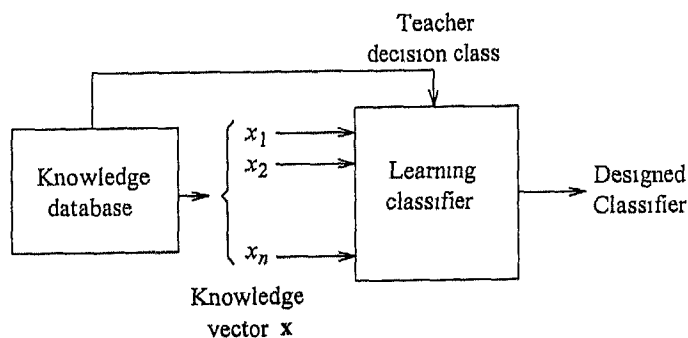 Teacher
decision class
Knowledge
database
x₁
x₂
xₙ
Knowledge
vector x
Learning
classifier
Designed
Classifier